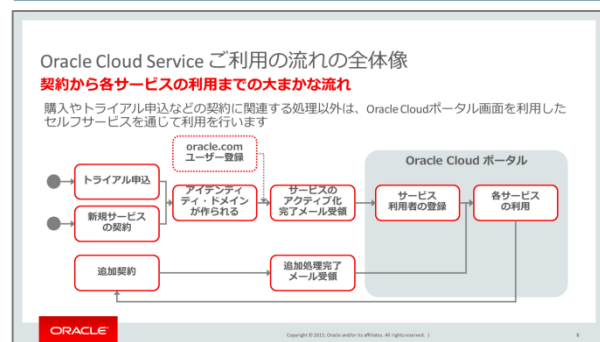 Oracle Cloud Service ご利用の流れの全体像
契約から各サービスの利用までの大まかな流れ
購入やトライアル申込などの契約に関連する処理以外は、Oracle Cloudポータル画面を利用した
セルフサービスを通じて利用を行います
oracle.com
ユーザー登録
Oracle Cloud ポータル
トライアル申込
新規サービス
の契約
アイデンティ
ティ・ドメイン
が作られる
サービスの
アクティブ化
完了メール受領
サービス
利用者の登録
各サービス
の利用
追加契約
追加処理完了
メール受領
ORACLE
Copyright © 2015, Oracle and/or its affiliates. All rights reserved. |